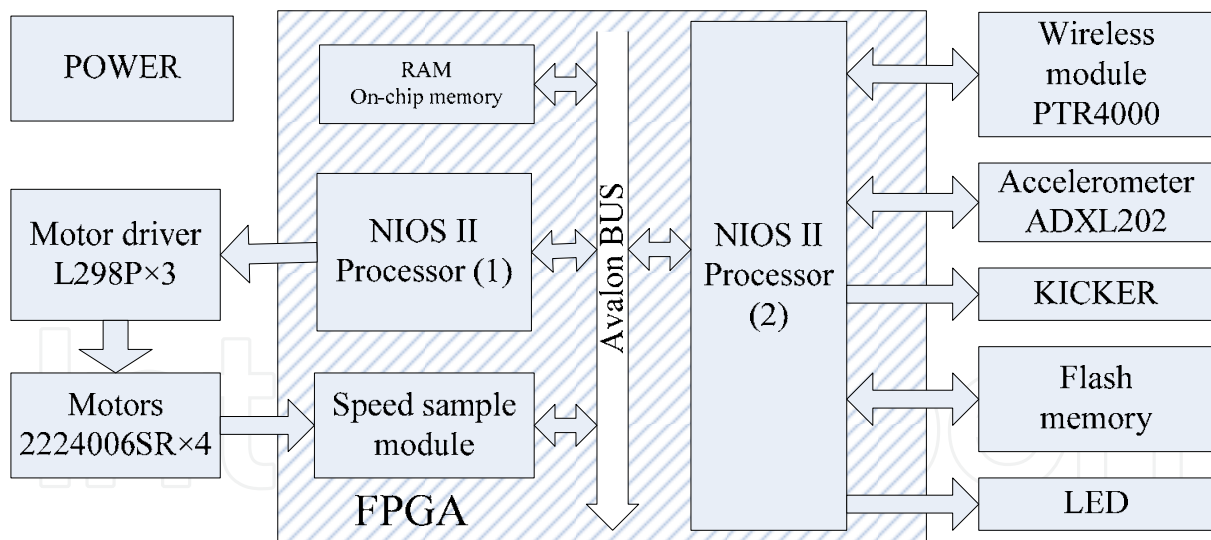 POWER
RAM
On-chip memory
Wireless
module
PTR4000
Motor driver
L298P×3
NIOS II
Processor (1)
Avalon BUS
NIOS II
Processor
(2)
Accelerometer
ADXL202
KICKER
Motors
2224006SR×4
Speed sample
module
Flash
memory
FPGA
LED